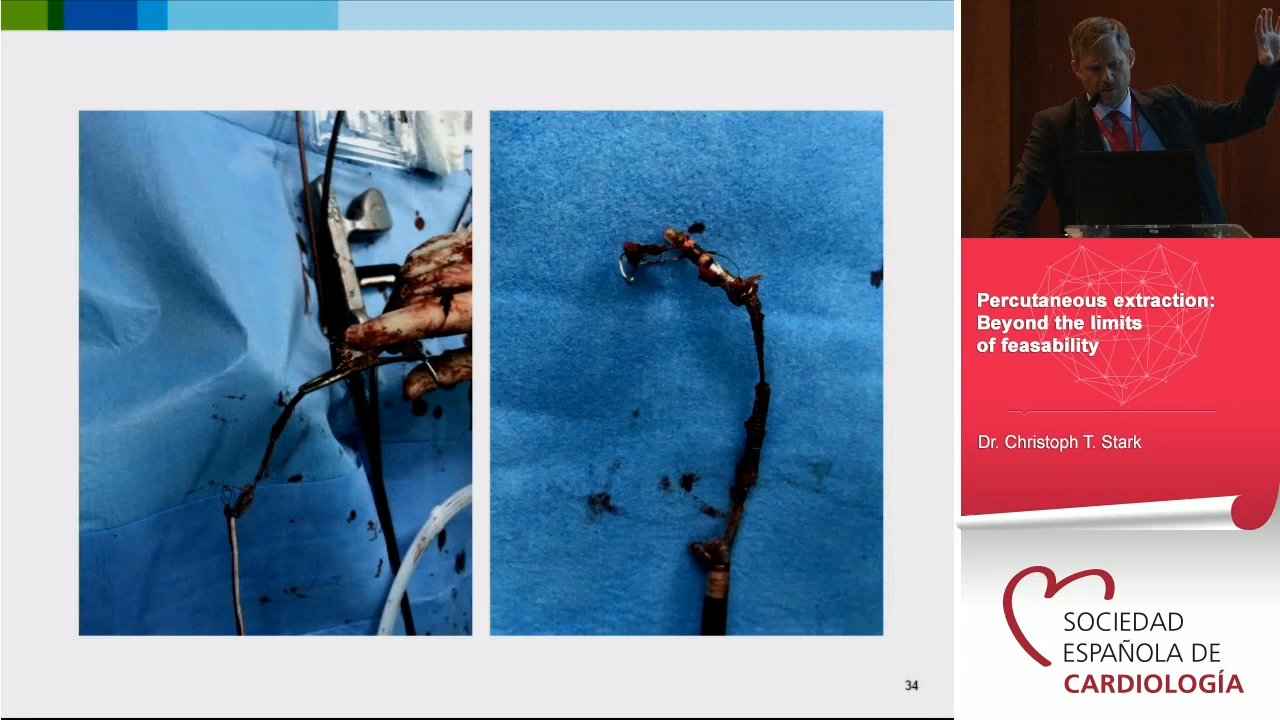 34
Percutaneous extraction:
Beyond the limits
of feasability
Dr. Christoph T. Stark
SOCIEDAD
ESPAÑOLA DE
CARDIOLOGÍA